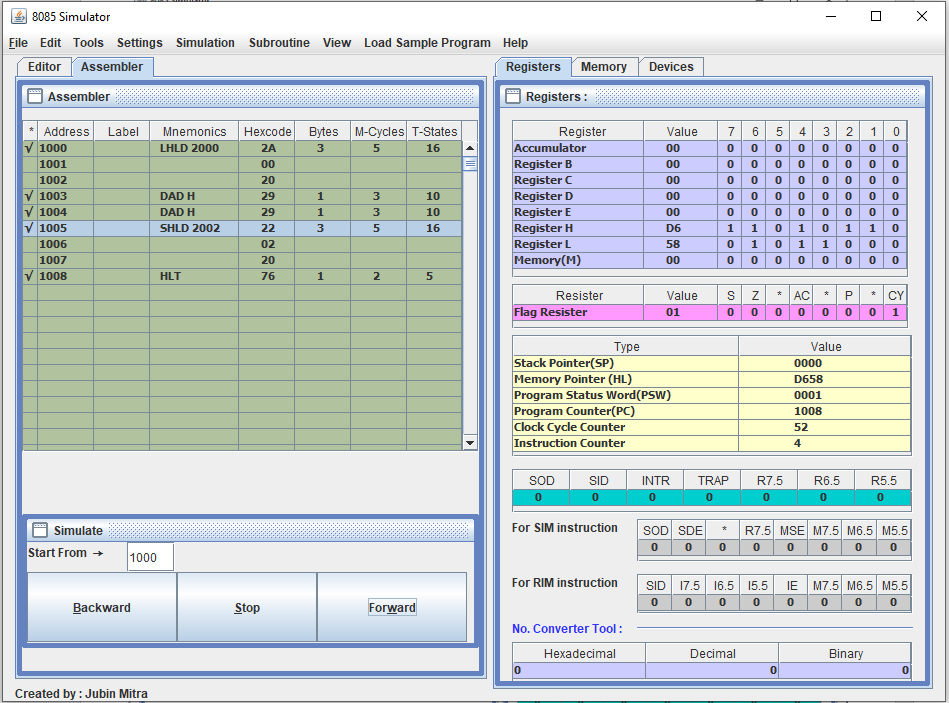 8085 Simulator
File Edit Tools Settings Simulation Subroutine View Load Sample Program Help
Editor Assembler
Assembler
* Address Label Mnemonics Hexcode Bytes M-Cycles T-States
√ 1000 LHLD 2000 2A 3 5 16
1001 00
1002 20
√ 1003 DAD H 29 1 3 10
√ 1004 DAD H 29 1 3 10
√ 1005 SHLD 2002 22 3 5 16
1006 02
1007 20
√ 1008 HLT 76 1 2 5
Simulate
Start From → 1000
Backward Stop Forward
Created by : Jubin Mitra
Registers Memory Devices
Registers :
Register Value 7 6 5 4 3 2 1 0
Accumulator 00 0 0 0 0 0 0 0 0
Register B 00 0 0 0 0 0 0 0 0
Register C 00 0 0 0 0 0 0 0 0
Register D 00 0 0 0 0 0 0 0 0
Register E 00 0 0 0 0 0 0 0 0
Register H D6 1 1 0 1 0 1 1 0
Register L 58 0 1 0 1 1 0 0 0
Memory(M) 00 0 0 0 0 0 0 0 0
Resister Value S Z * AC * P * CY
Flag Resister 01 0 0 0 0 0 0 0 1
Type Value
Stack Pointer(SP) 0000
Memory Pointer (HL) D658
Program Status Word(PSW) 0001
Program Counter(PC) 1008
Clock Cycle Counter 52
Instruction Counter 4
SOD SID INTR TRAP R7.5 R6.5 R5.5
0 0 0 0 0 0 0
For SIM instruction SOD SDE * R7.5 MSE M7.5 M6.5 M5.5
0 0 0 0 0 0 0 0
For RIM instruction SID I7.5 I6.5 I5.5 IE M7.5 M6.5 M5.5
0 0 0 0 0 0 0 0
No. Converter Tool :
Hexadecimal Decimal Binary
0 0 0